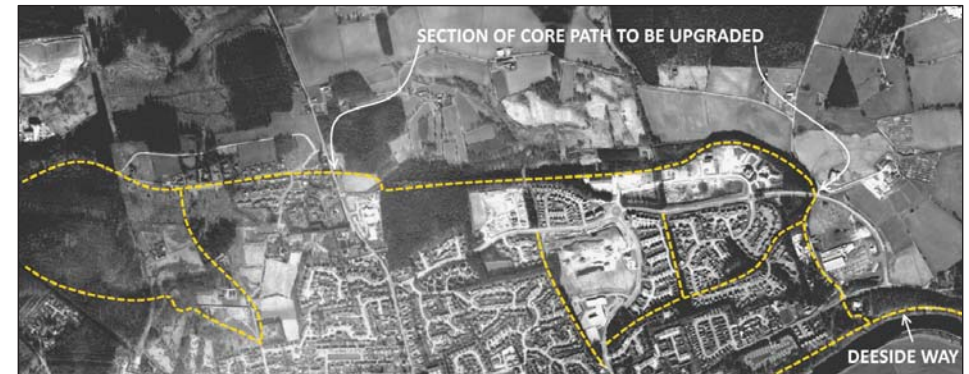 SECTION OF CORE PATH TO BE UPGRADED
DEESIDE WAY